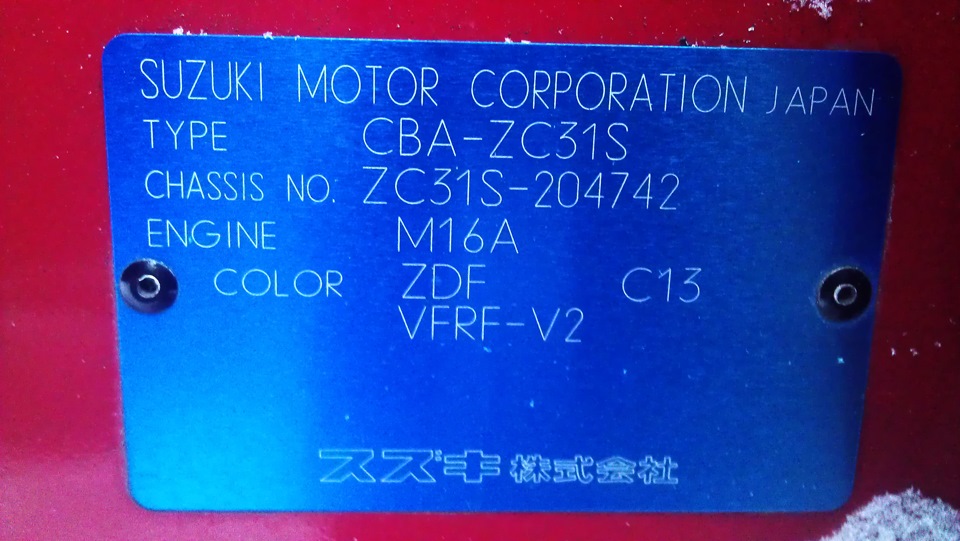 SUZUKI MOTOR CORPORATION JAPAN
TYPE CBA-ZC31S
CHASSIS NO. ZC31S-204742
ENGINE M16A
COLOR ZDF C13
VFRF-V2
スズキ株式会社